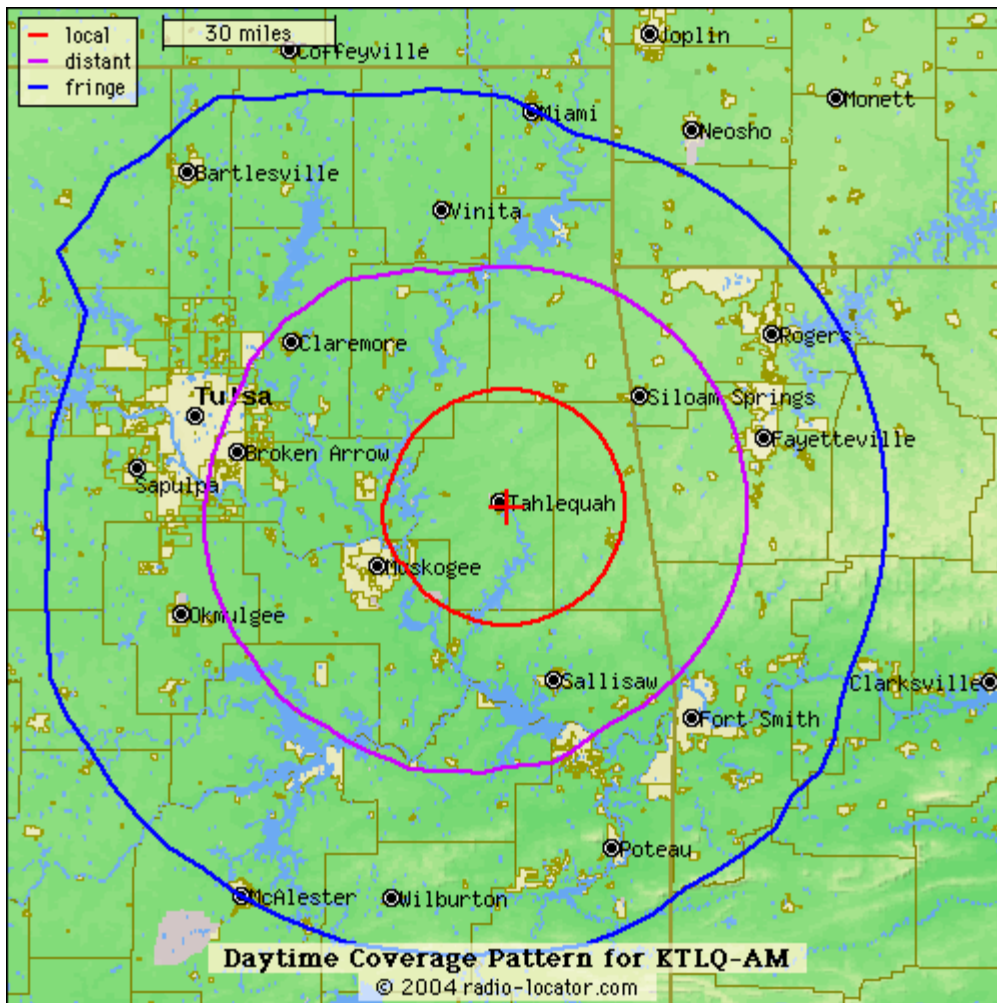 local
distant
fringe
30 miles
Coffeyville
Joplin
Monett
Miami
Neosho
Bartlesville
Vinita
Claremore
Rogers
Tulsa
Siloam Springs
Fayetteville
Broken Arrow
Sapulpa
Tahlequah
Muskogee
Okmulgee
Sallisaw
Clarksville
Fort Smith
Poteau
McAlester
Wilburton
Daytime Coverage Pattern for KTLQ-AM
© 2004 radio-locator.com